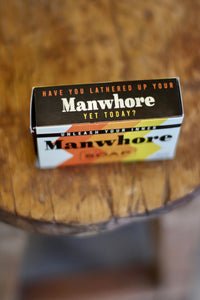 HAVE YOU LATHERED UP YOUR
Manwhore
YET TODAY?
UNLEASH YOUR INNER
Manwhore
SOAP